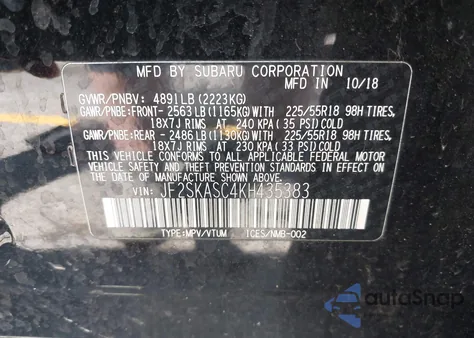 MFD BY SUBARU CORPORATION 10/18
GVWR/PNBV: 4891LB (2223KG)
GAWR/PNBE:FRONT- 2563LB(1165KG)WITH 225/55R18 98H TIRES,
18X7J RIMS AT 240 KPA(35 PSI)COLD
GAWR/PNBE:REAR - 2486LB(1130KG)WITH 225/55R18 98H TIRES,
18X7J RIMS AT 230 KPA(33 PSI)COLD
THIS VEHICLE CONFORMS TO ALL APPLICABLE FEDERAL MOTOR
VEHICLE SAFETY, BUMPER, AND THEFT PREVENTION STANDARDS
IN EFFECT ON THE DATE OF MANUFACTURE SHOWN ABOVE.
VIN: JF2SKASC4KH435383
TYPE:MPV/VTUM ICES/NMB-002
autoSnap